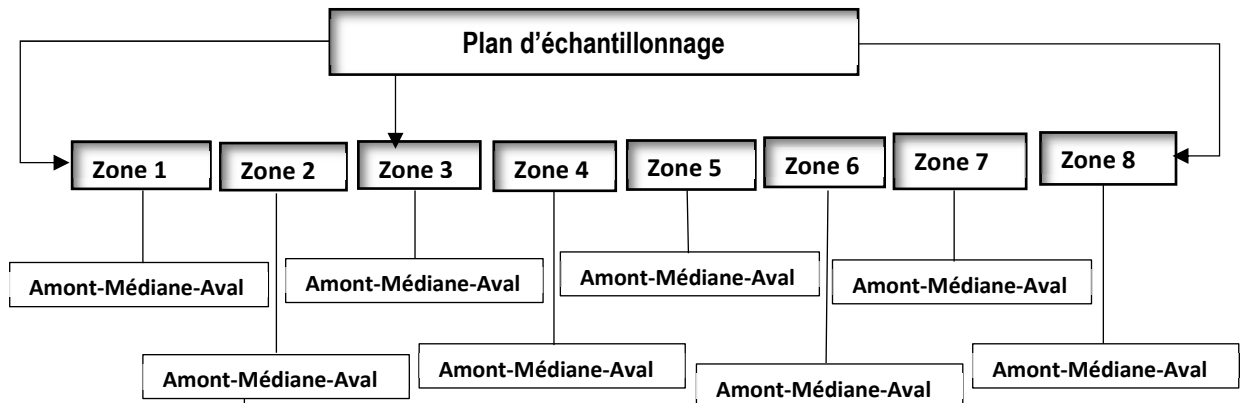 Plan d’échantillonnage
Zone 1
Zone 2
Zone 3
Zone 4
Zone 5
Zone 6
Zone 7
Zone 8
Amont-Médiane-Aval
Amont-Médiane-Aval
Amont-Médiane-Aval
Amont-Médiane-Aval
Amont-Médiane-Aval
Amont-Médiane-Aval
Amont-Médiane-Aval
Amont-Médiane-Aval